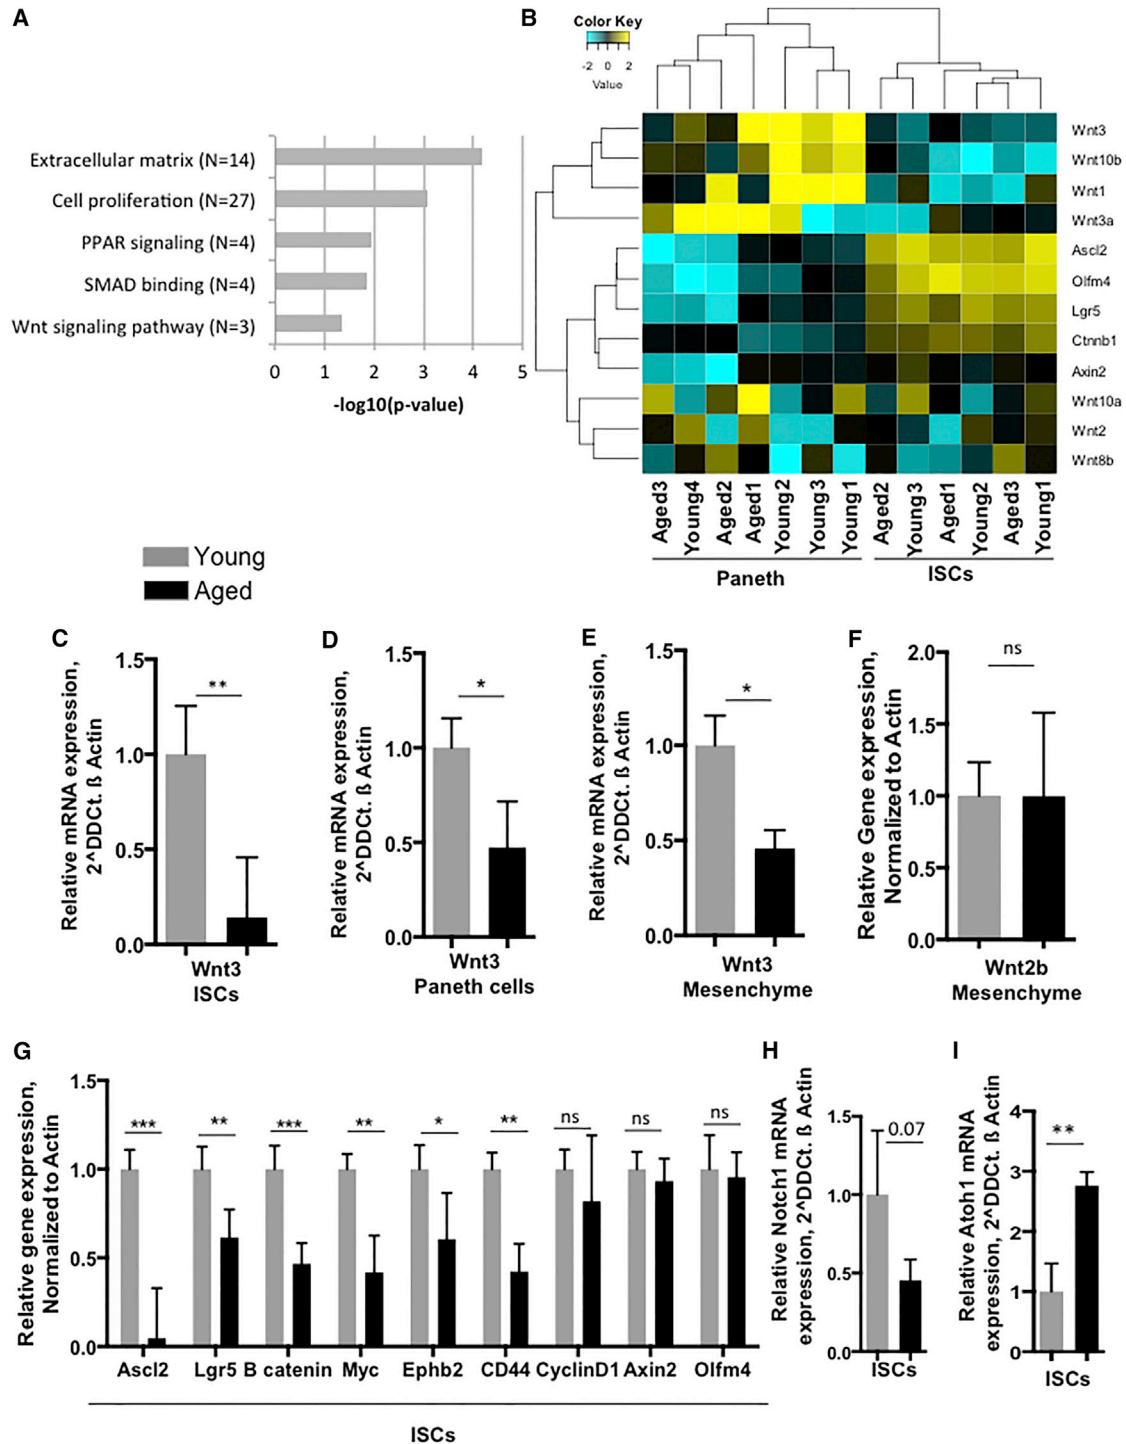 A
Extracellular matrix (N=14)
Cell proliferation (N=27)
PPAR signaling (N=4)
SMAD binding (N=4)
Wnt signaling pathway (N=3)
0 1 2 3 4 5
-log10(p-value)
B
Color Key
-2 0 2
Value
Wnt3
Wnt10b
Wnt1
Wnt3a
Ascl2
Olfm4
Lgr5
Ctnnb1
Axin2
Wnt10a
Wnt2
Wnt8b
Aged3 Young4 Aged2 Aged1 Young2 Young3 Young1 Aged2 Young3 Aged1 Young2 Aged3 Young1
Paneth
ISCs
Young
Aged
C
Relative mRNA expression,
2^DDCt. ß Actin
1.5
1.0
0.5
0.0
**
Wnt3
ISCs
D
Relative mRNA expression,
2^DDCt. ß Actin
1.5
1.0
0.5
0.0
*
Wnt3
Paneth cells
E
Relative mRNA expression,
2^DDCt. ß Actin
1.5
1.0
0.5
0.0
*
Wnt3
Mesenchyme
F
Relative Gene expression,
Normalized to Actin
2.0
1.5
1.0
0.5
0.0
ns
Wnt2b
Mesenchyme
G
Relative gene expression,
Normalized to Actin
1.5
1.0
0.5
0.0
*** ** *** ** * ** ns ns ns
Ascl2 Lgr5 B catenin Myc Ephb2 CD44 CyclinD1 Axin2 Olfm4
ISCs
H
Relative Notch1 mRNA
expression, 2^DDCt. ß Actin
1.5
1.0
0.5
0.0
0.07
ISCs
I
Relative Atoh1 mRNA
expression, 2^DDCt. ß Actin
4
3
2
1
0
**
ISCs